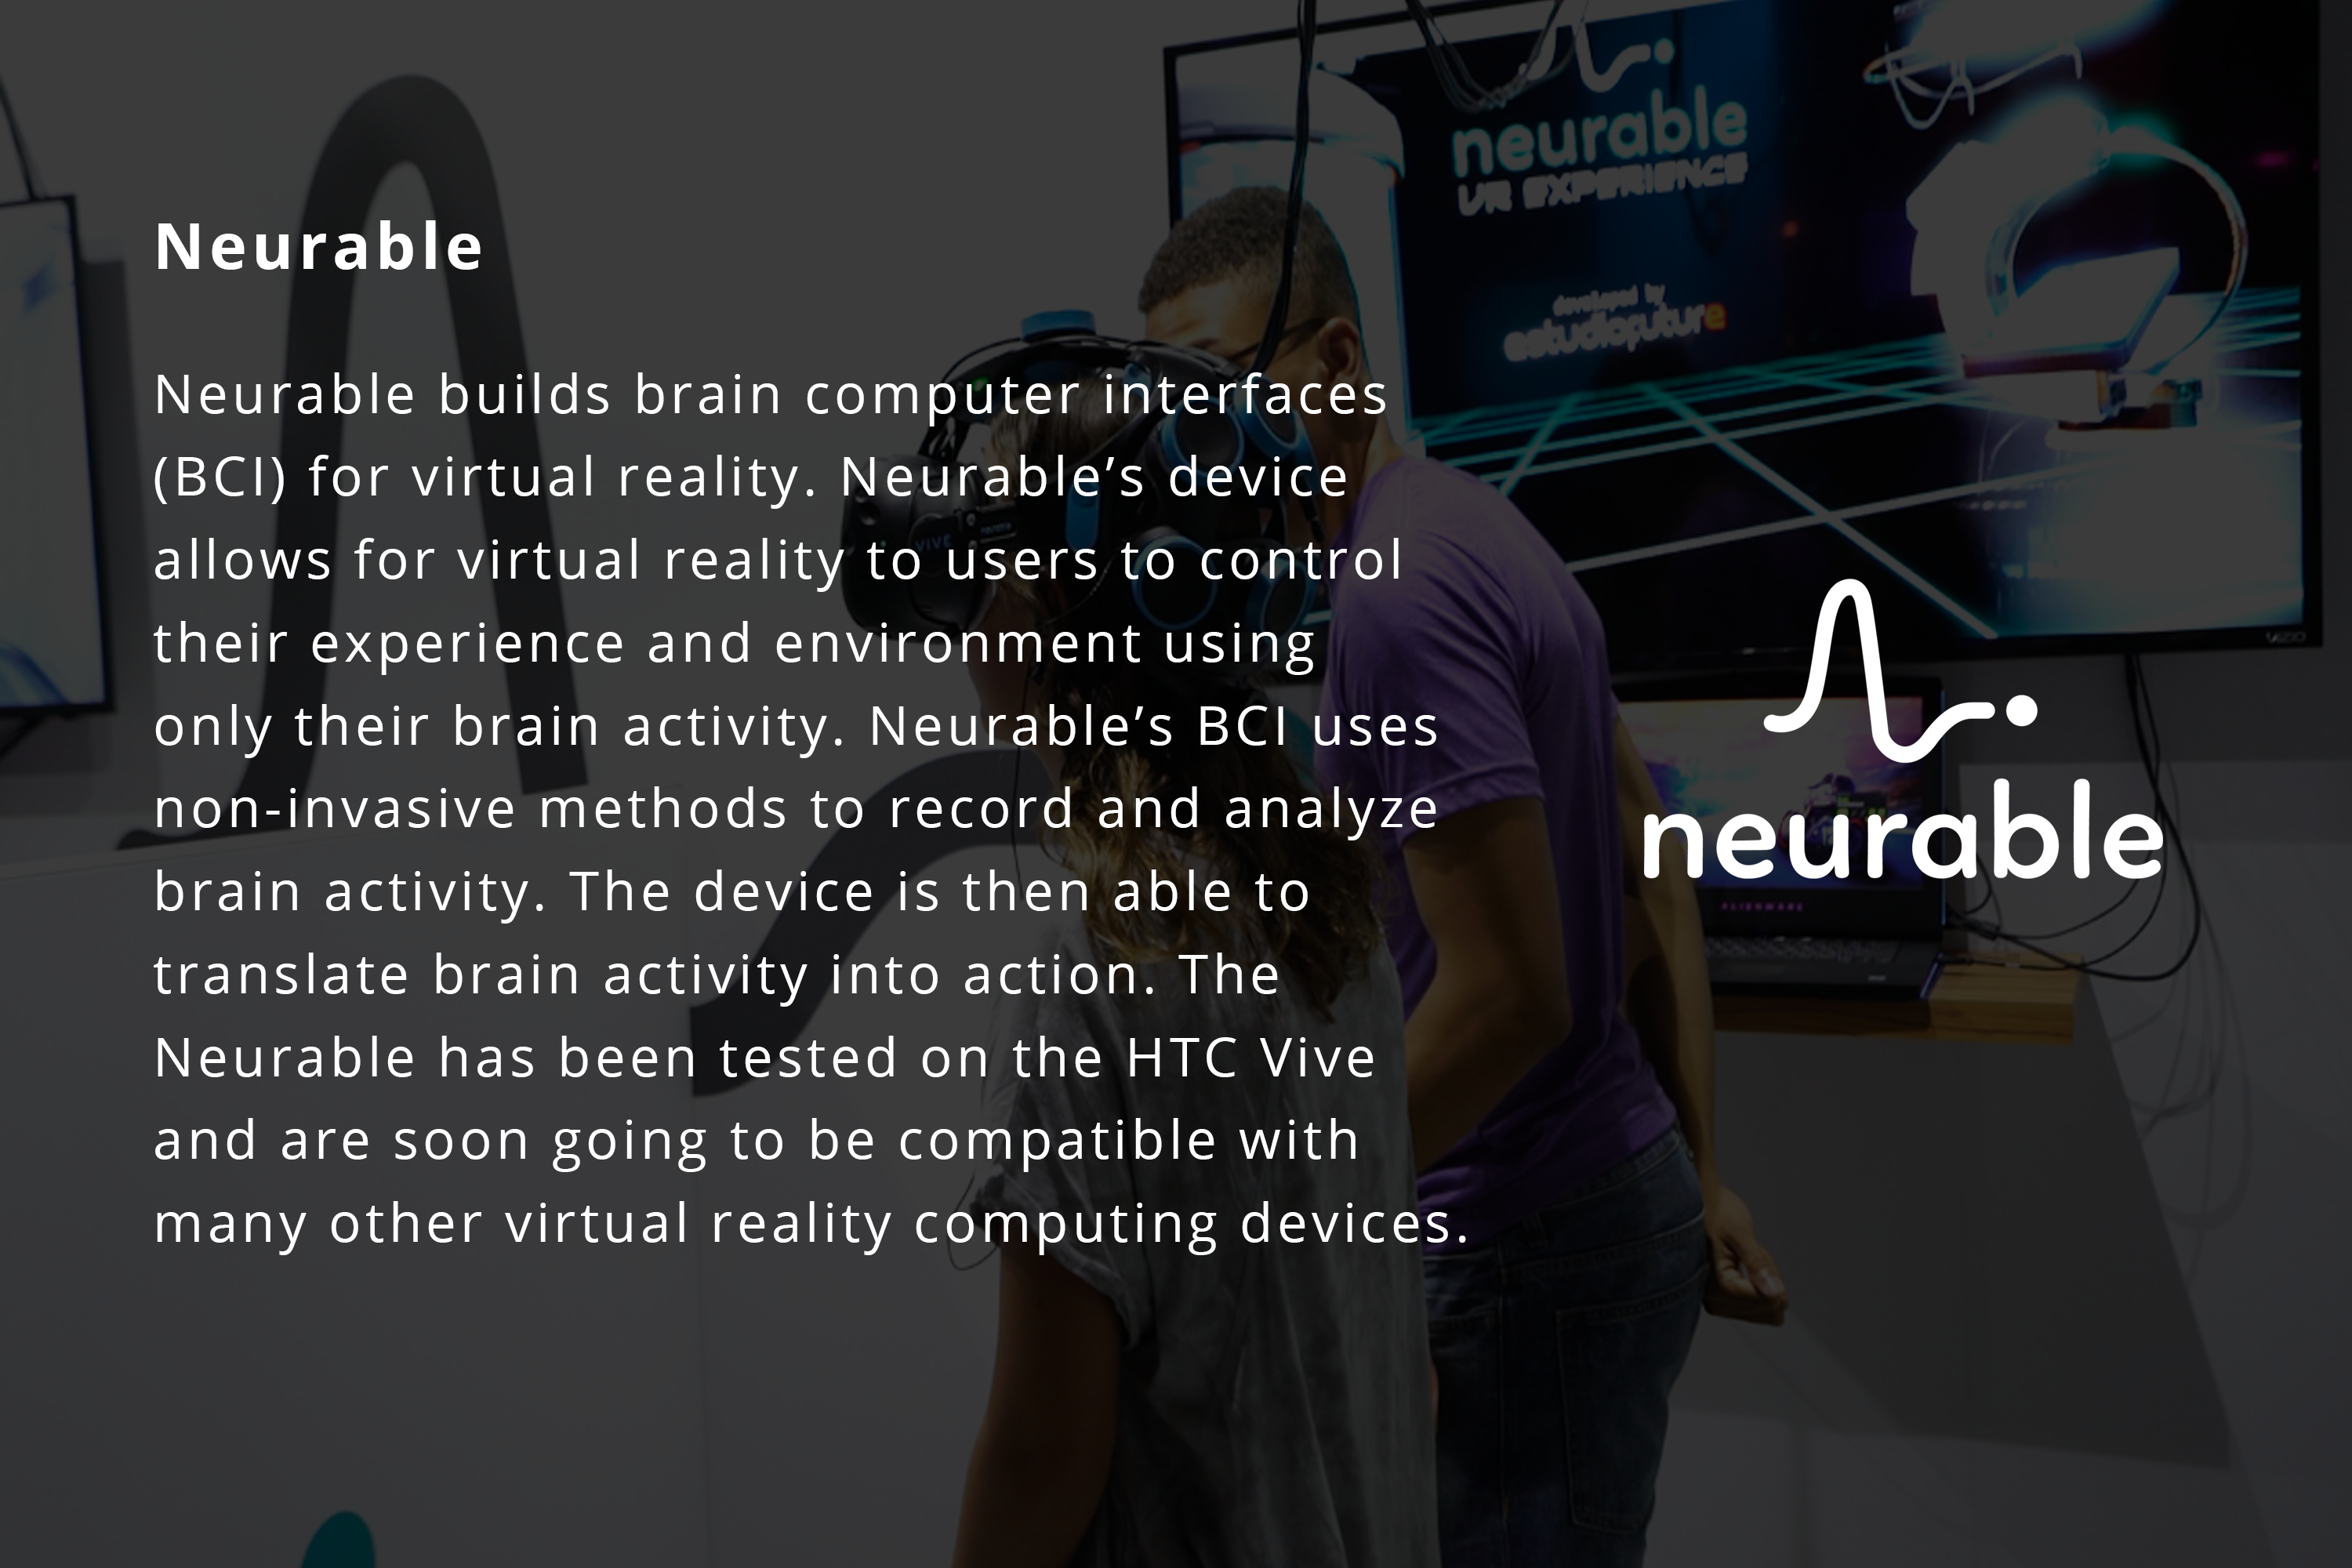 Neurable
Neurable builds brain computer interfaces
(BCI) for virtual reality. Neurable’s device
allows for virtual reality to users to control
their experience and environment using
only their brain activity. Neurable’s BCI uses
non-invasive methods to record and analyze
brain activity. The device is then able to
translate brain activity into action. The
Neurable has been tested on the HTC Vive
and are soon going to be compatible with
many other virtual reality computing devices.
neurable
neurable
VR EXPERIENCE
developed by
estudiofuture
VIVE
VIZIO
ALIENWARE